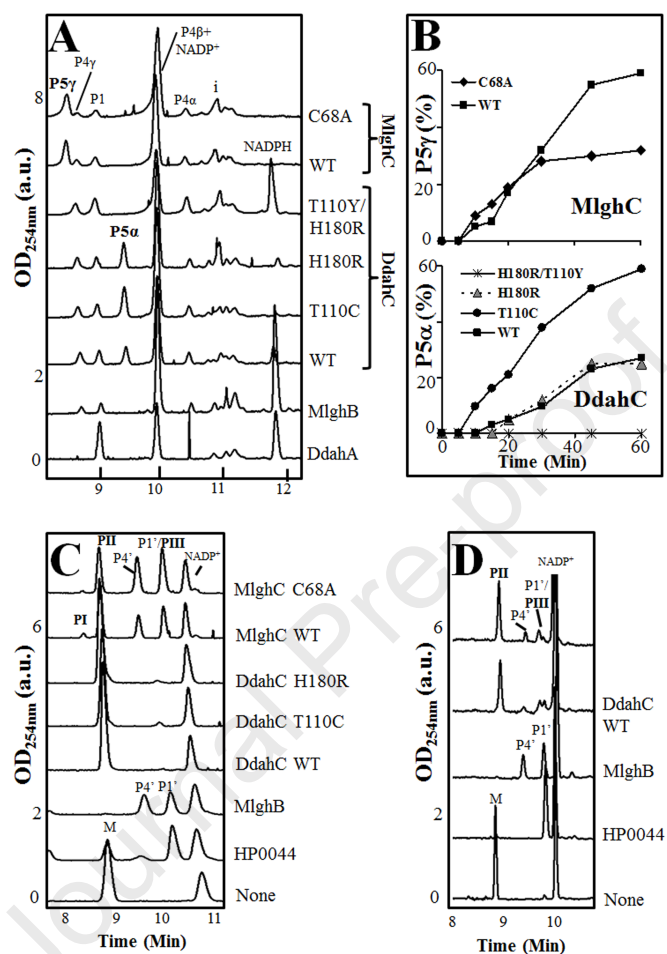 A
P4β+
NADP⁺
P5γ
P4γ
P1
P4α
i
8
C68A
WT
MlghC
NADPH
T110Y/
H180R
P5α
H180R
T110C
DdahC
WT
2
MlghB
0
DdahA
OD254nm (a.u.)
9
10
11
12
B
60
C68A
WT
P5γ (%)
20
MlghC
0
60
H180R/T110Y
H180R
T110C
WT
P5α (%)
20
DdahC
0
0
20
40
60
Time (Min)
C
PII
P1'/PIII
P4'
NADP⁺
MlghC C68A
6
PI
MlghC WT
DdahC H180R
DdahC T110C
DdahC WT
P4'
P1'
MlghB
2
M
HP0044
0
None
OD254nm (a.u.)
8
9
10
11
Time (Min)
D
NADP⁺
PII
P1'/
PIII
P4'
6
DdahC
WT
P4'
P1'
MlghB
2
M
HP0044
0
None
OD254nm (a.u.)
8
9
10
Time (Min)
Journal Pre-proof